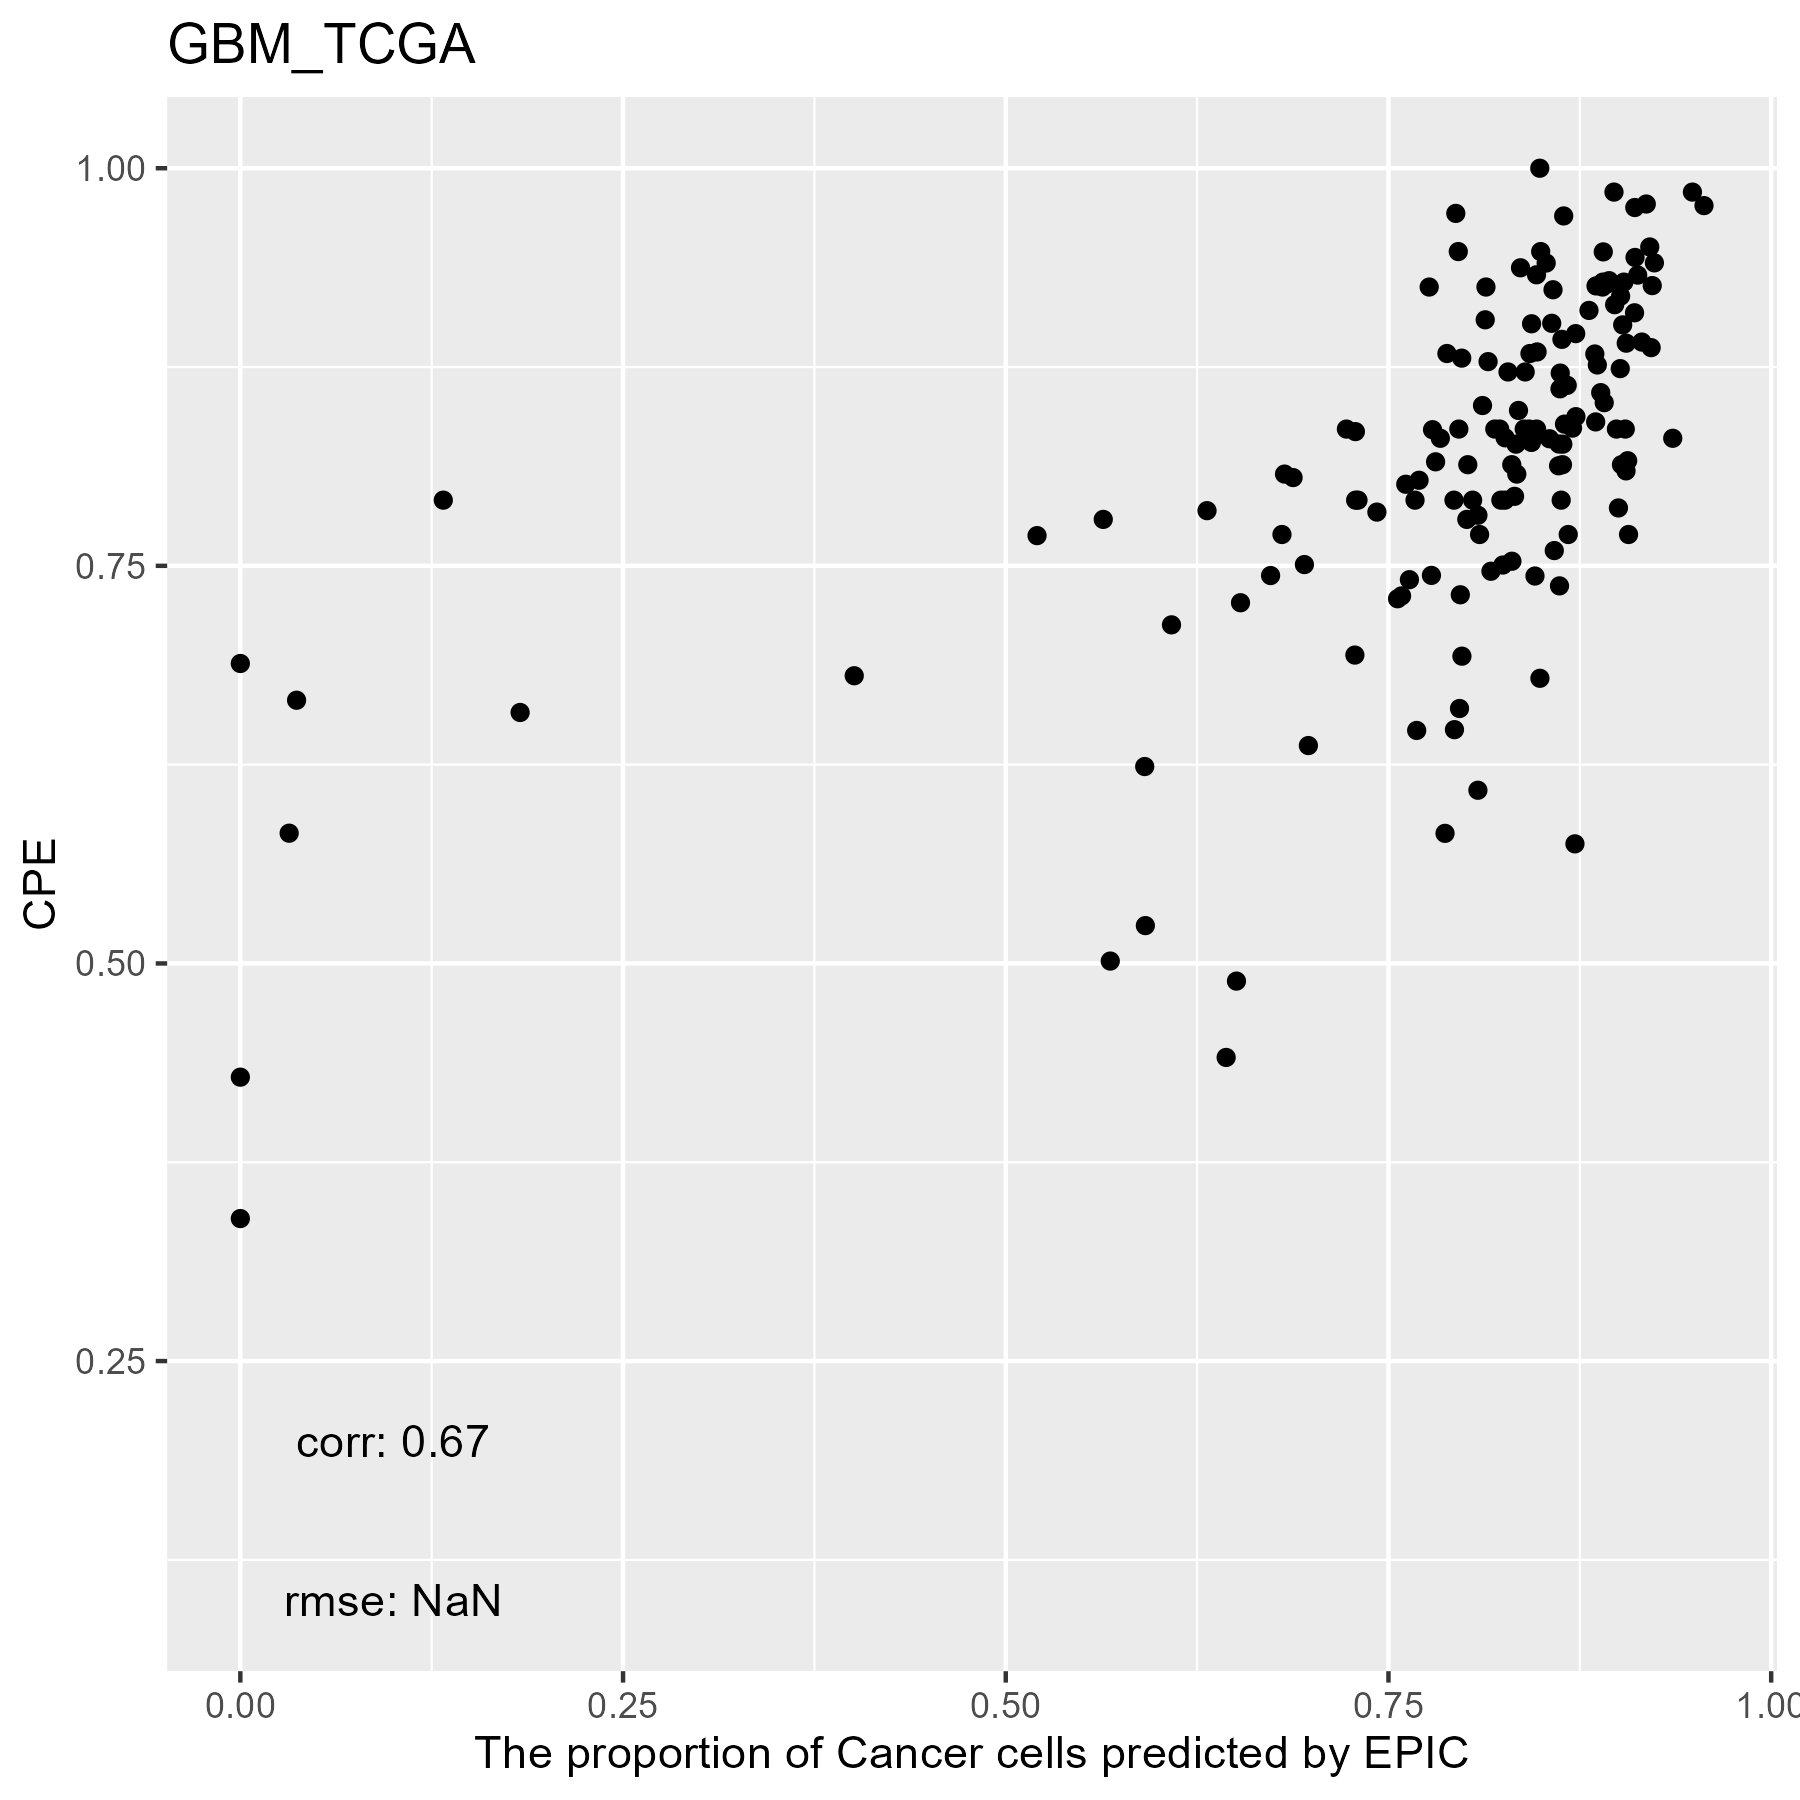 GBM_TCGA
1.00
0.75
0.50
0.25
CPE
corr: 0.67
rmse: NaN
0.00 0.25 0.50 0.75 1.00
The proportion of Cancer cells predicted by EPIC